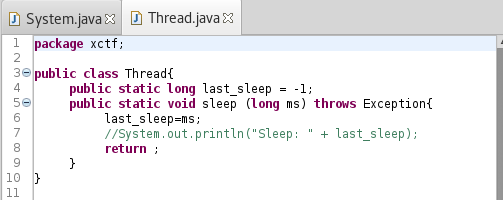 System.java Thread.java
1 package xctf;
2
3 public class Thread{
4 public static long last_sleep = -1;
5 public static void sleep (long ms) throws Exception{
6 last_sleep=ms;
7 //System.out.println("Sleep: " + last_sleep);
8 return ;
9 }
10 }
11